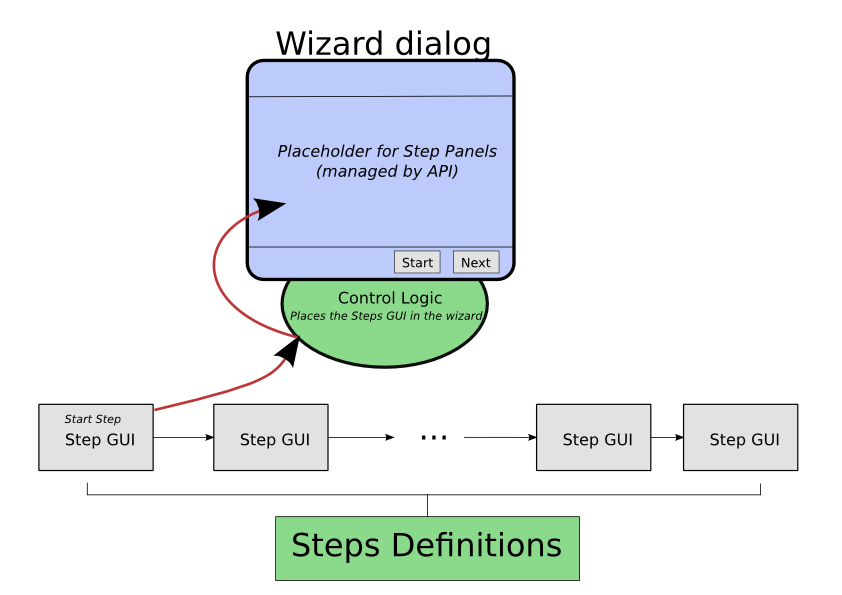 Wizard dialog
Placeholder for Step Panels
(managed by API)
Start
Next
Control Logic
Places the Steps GUI in the wizard
Start Step
Step GUI
Step GUI
...
Step GUI
Step GUI
Steps Definitions